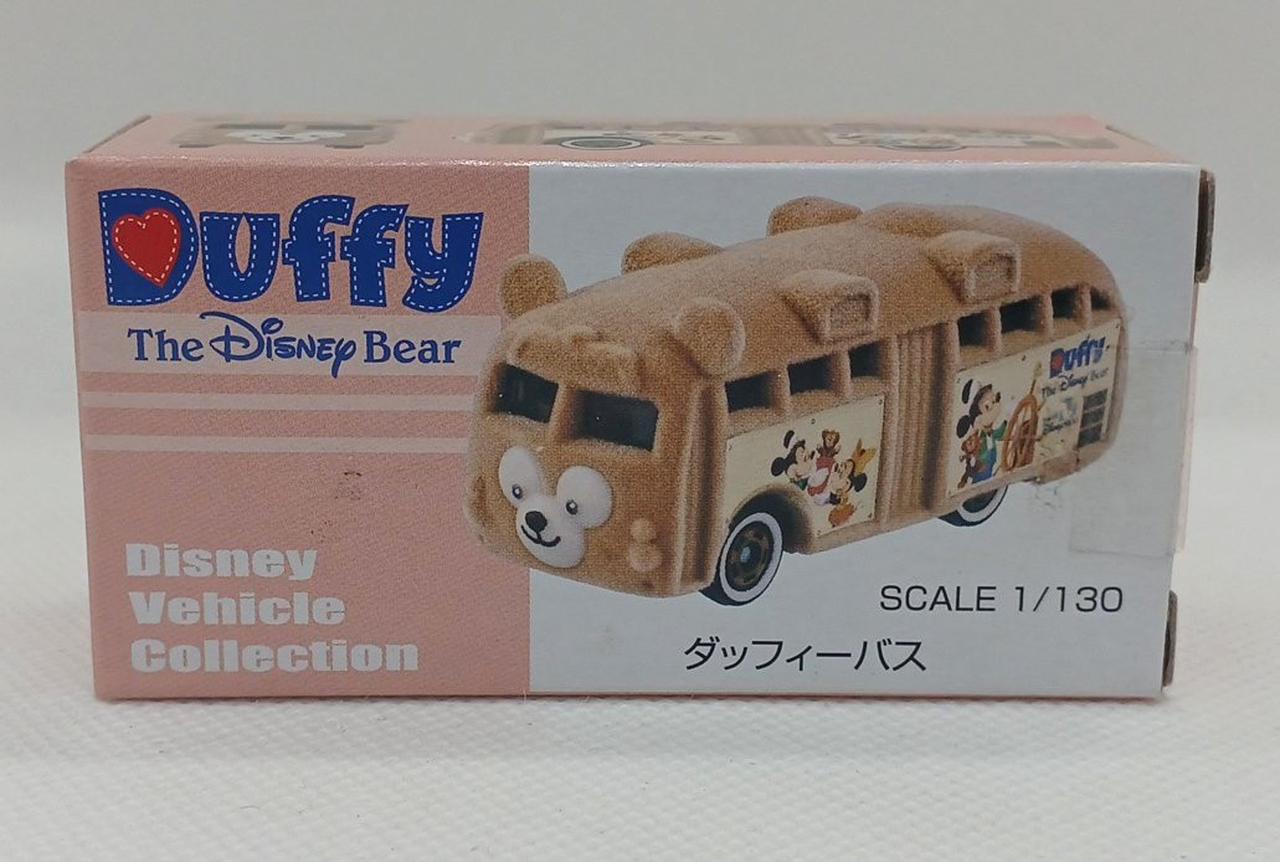 Duffy
The Disney Bear
Disney
Vehicle
Collection
Duffy
The Disney Bear
SCALE 1/130
ダッフィーバス